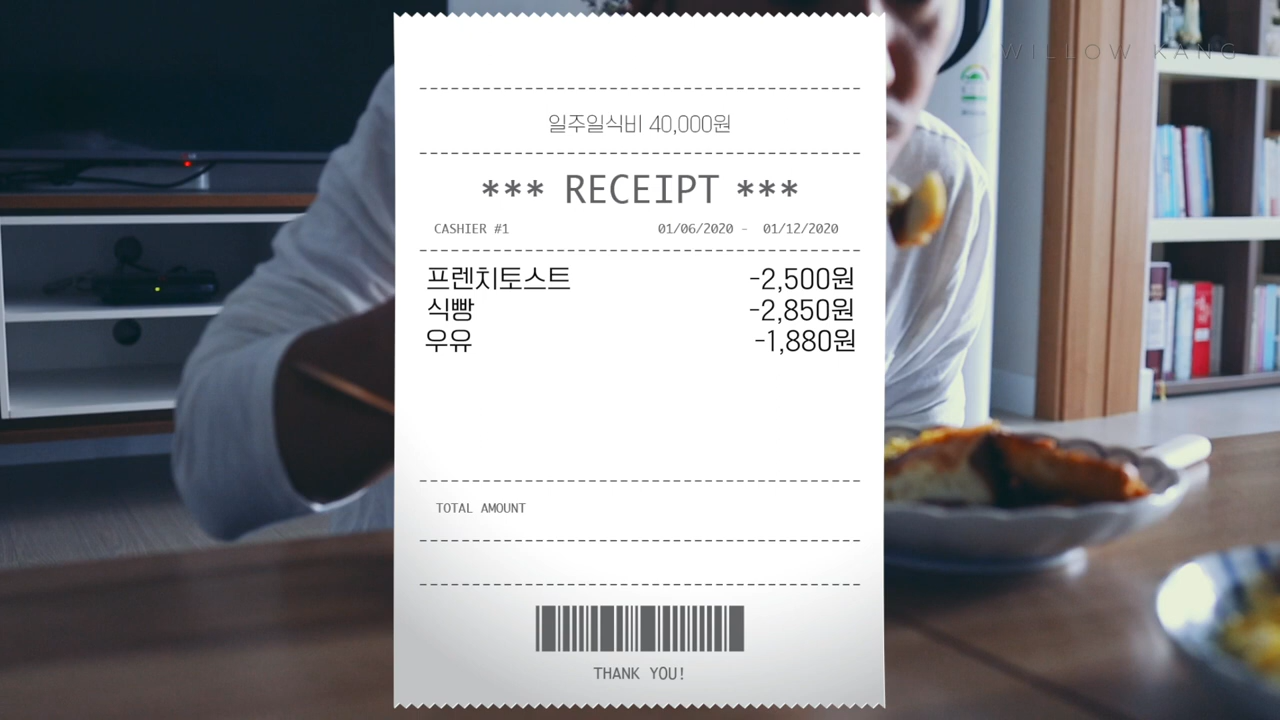 WILLOW KANG
일주일식비 40,000원
*** RECEIPT ***
CASHIER #1 01/06/2020 - 01/12/2020
프렌치토스트 -2,500원
식빵 -2,850원
우유 -1,880원
TOTAL AMOUNT
THANK YOU!